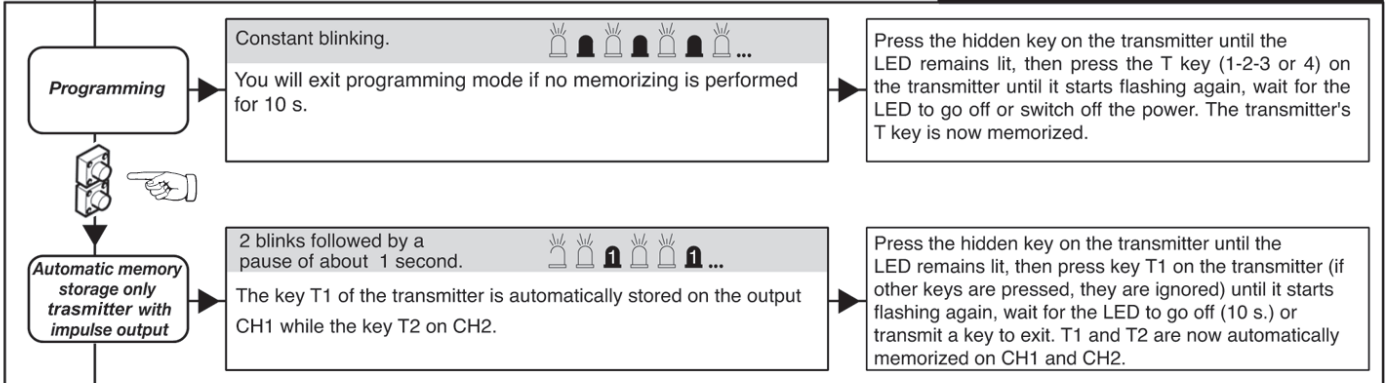 Programming
Constant blinking.
...
You will exit programming mode if no memorizing is performed
for 10 s.
Press the hidden key on the transmitter until the
LED remains lit, then press the T key (1-2-3 or 4) on
the transmitter until it starts flashing again, wait for the
LED to go off or switch off the power. The transmitter's
T key is now memorized.
Automatic memory
storage only
trasmitter with
impulse output
2 blinks followed by a
pause of about 1 second.
1 1 ...
The key T1 of the transmitter is automatically stored on the output
CH1 while the key T2 on CH2.
Press the hidden key on the transmitter until the
LED remains lit, then press key T1 on the transmitter (if
other keys are pressed, they are ignored) until it starts
flashing again, wait for the LED to go off (10 s.) or
transmit a key to exit. T1 and T2 are now automatically
memorized on CH1 and CH2.